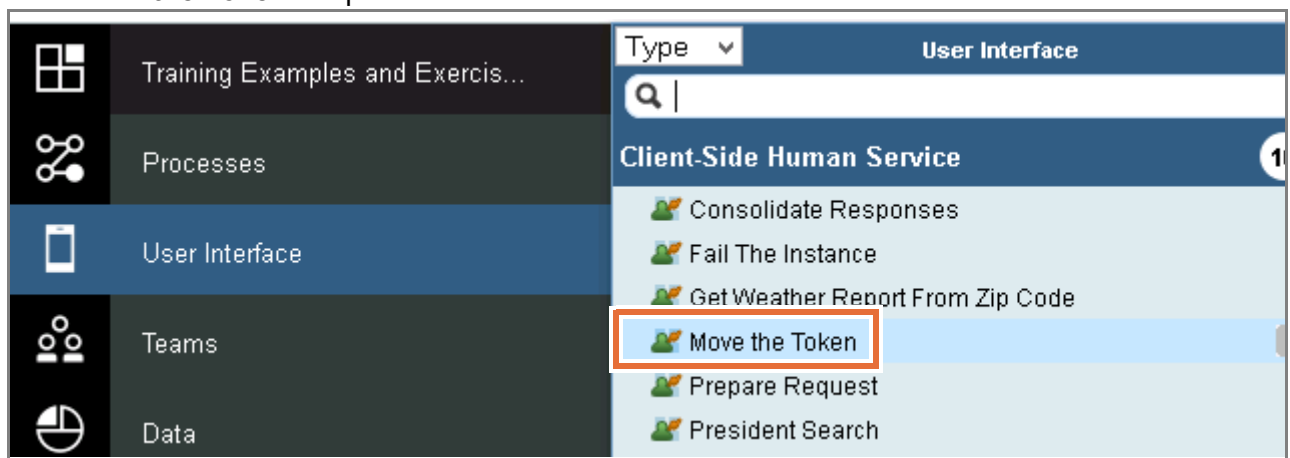 Training Examples and Exercis...
Processes
User Interface
Teams
Data
Type
User Interface
Client-Side Human Service
Consolidate Responses
Fail The Instance
Get Weather Report From Zip Code
Move the Token
Prepare Request
President Search